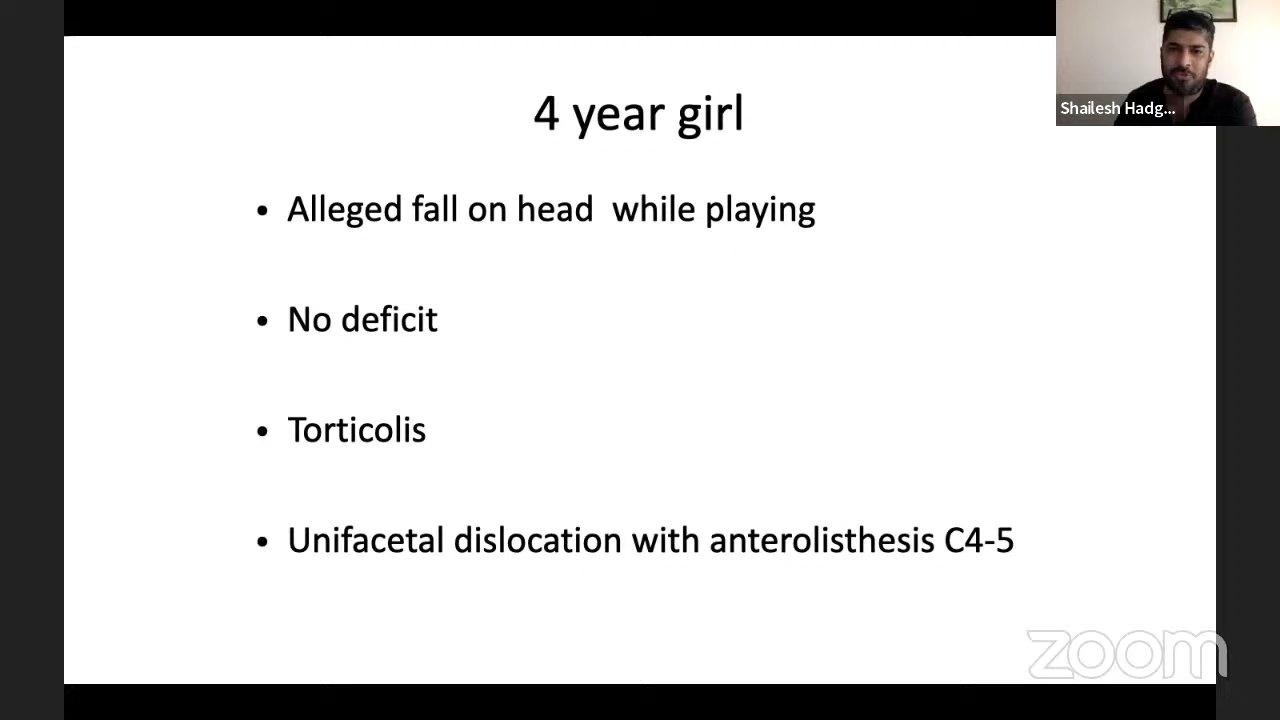 4 year girl
Shailesh Hadg...
• Alleged fall on head  while playing
• No deficit
• Torticolis
• Unifacetal dislocation with anterolisthesis C4-5
zoom